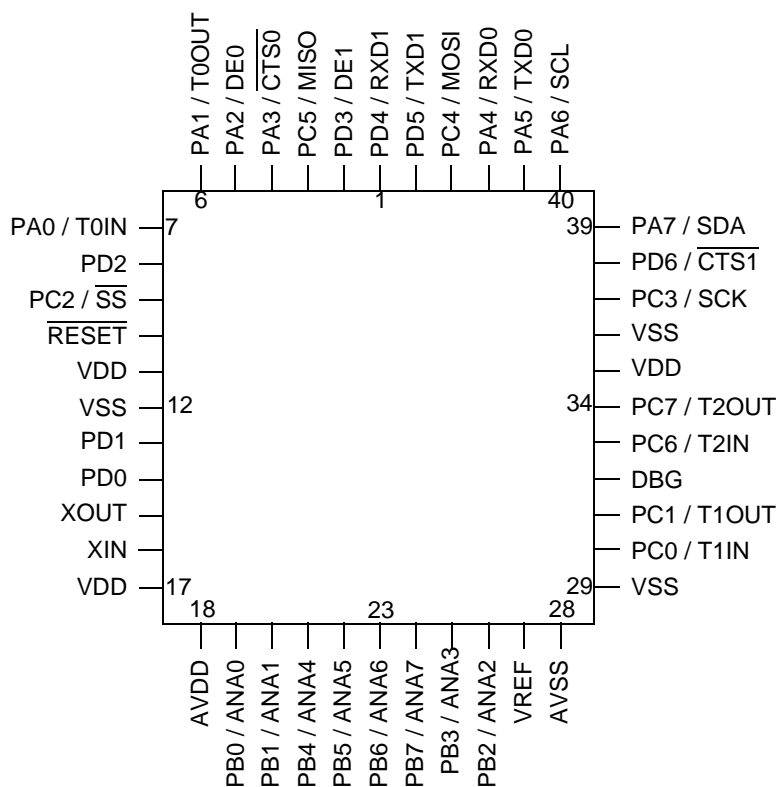 PA1 / T0OUT
PA2 / DE0
PA3 / CTS0
PC5 / MISO
PD3 / DE1
PD4 / RXD1
PD5 / TXD1
PC4 / MOSI
PA4 / RXD0
PA5 / TXD0
PA6 / SCL
6
1
40
PA0 / T0IN
7
PD2
PC2 / SS
RESET
VDD
VSS
12
PD1
PD0
XOUT
XIN
VDD
17
39
PA7 / SDA
PD6 / CTS1
PC3 / SCK
VSS
VDD
34
PC7 / T2OUT
PC6 / T2IN
DBG
PC1 / T1OUT
PC0 / T1IN
29
VSS
18
23
28
AVDD
PB0 / ANA0
PB1 / ANA1
PB4 / ANA4
PB5 / ANA5
PB6 / ANA6
PB7 / ANA7
PB3 / ANA3
PB2 / ANA2
VREF
AVSS